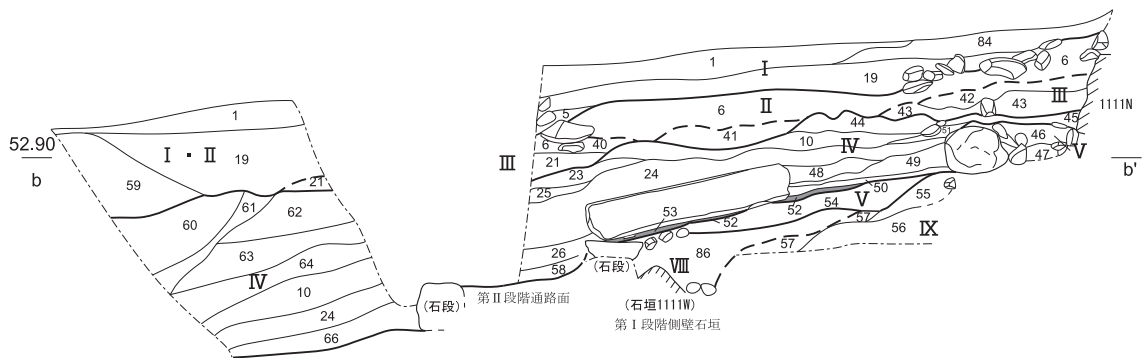 84
1 I 6
19
1111N
1 5 6 II 42 43 III
52.90 I・II 19 6 40 41 44 43 45
b 59 21 III 21 10 IV 51 46 V b'
61 62 23 24 48 49 47
60 25 50 55
63 53 52 52 54 V 57 56 IX
64 26 57
IV 58 (石段) VIII 86
10 (石段) 第Ⅱ段階通路面 (石垣1111W)
24 第Ⅰ段階側壁石垣
66